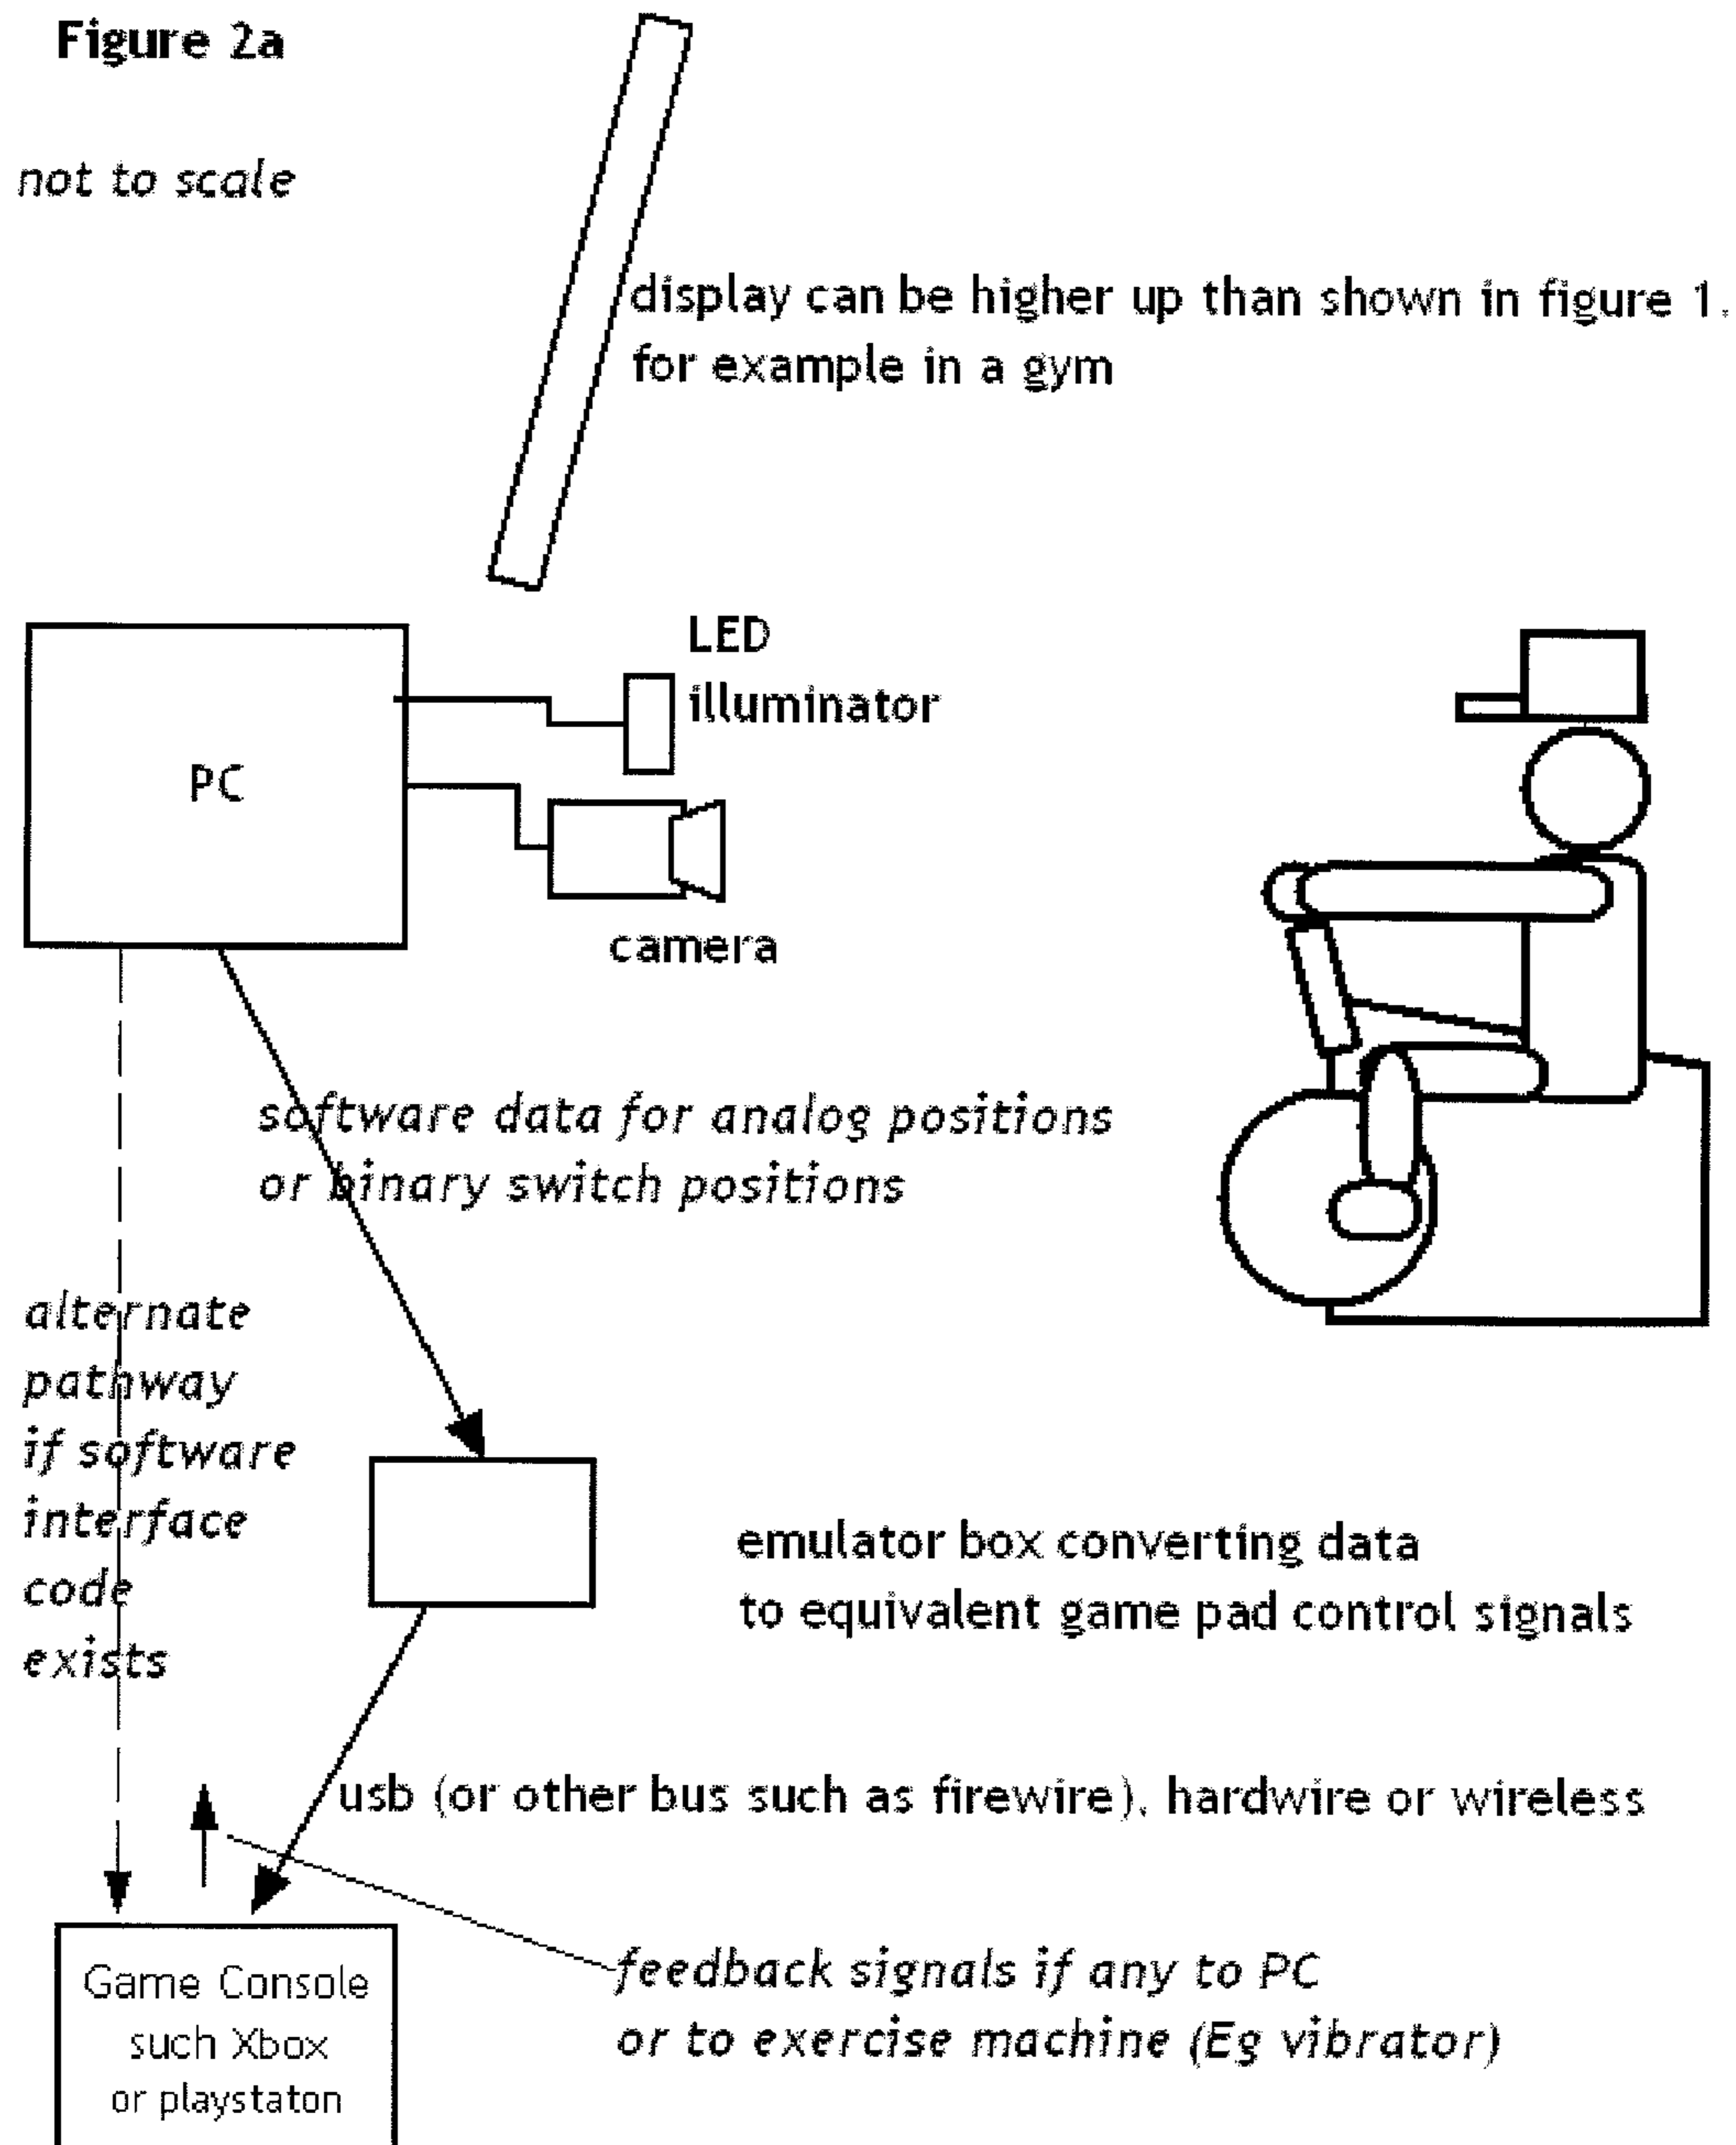 Figure 2a
not to scale
display can be higher up than shown in figure 1.
for example in a gym
LED
illuminator
PC
camera
software data for analog positions
or binary switch positions
alternate
pathway
if software
interface
code
exists
emulator box converting data
to equivalent game pad control signals
usb (or other bus such as firewire), hardwire or wireless
feedback signals if any to PC
or to exercise machine (Eg vibrator)
Game Console
such Xbox
or playstaton